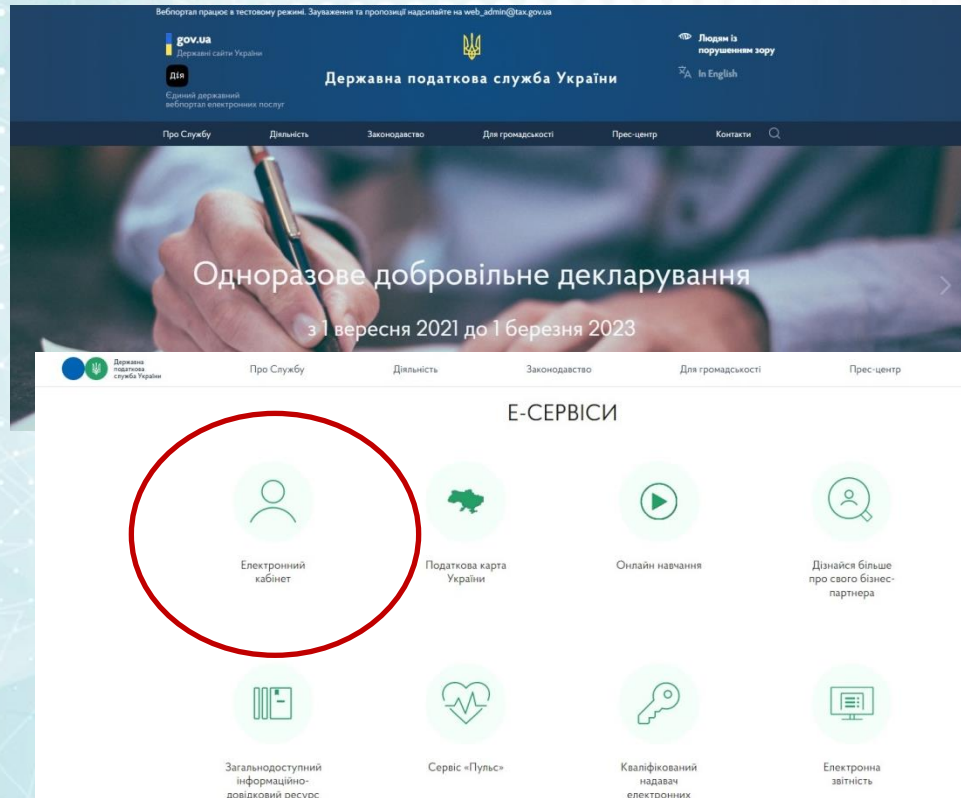 Вебпортал працює в тестовому режимі. Зауваження та пропозиції надсилайте на web_admin@tax.gov.ua
gov.ua
Державні сайти України
Дія
Єдиний державний
вебпортал електронних послуг
Державна податкова служба України
Людям із
порушенням зору
In English
Про Службу Діяльність Законодавство Для громадськості Прес-центр Контакти
Одноразове добровільне декларування
з 1 вересня 2021 до 1 березня 2023
Державна
податкова
служба України
Про Службу Діяльність Законодавство Для громадськості Прес-центр
Е-СЕРВІСИ
Електронний
кабінет
Податкова карта
України
Онлайн навчання
Дізнайся більше
про свого бізнес-
партнера
Загальнодоступний
інформаційно-
довідковий ресурс
Сервіс «Пульс»
Кваліфікований
надавач
електронних
Електронна
звітність